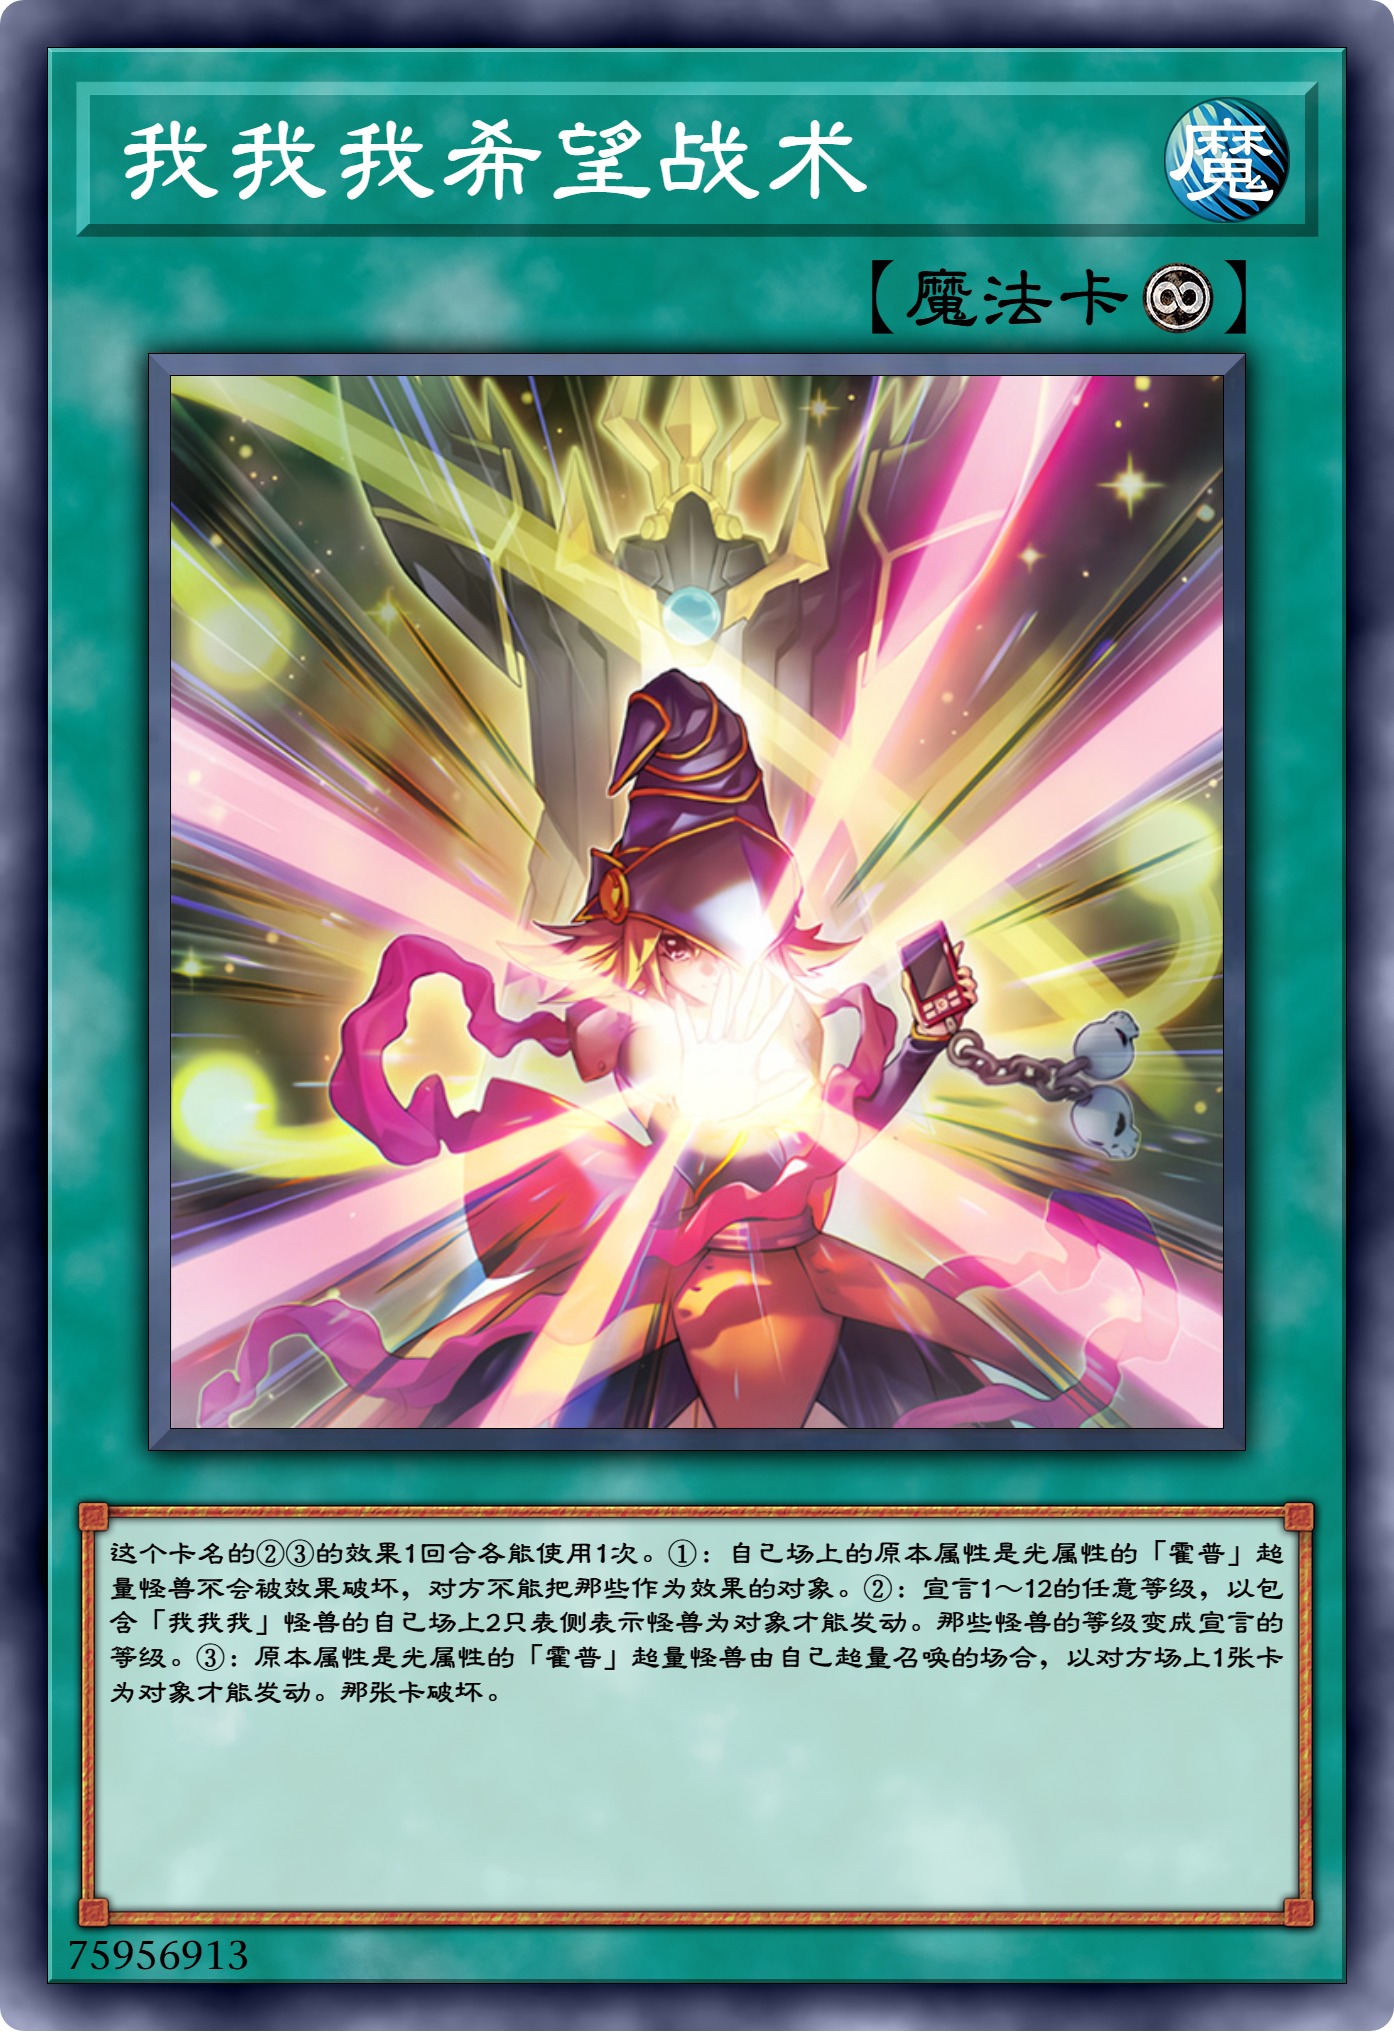 我我我希望战术
魔
【魔法卡】
这个卡名的②③的效果1回合各能使用1次。①：自己场上的原本属性是光属性的「霍普」超
量怪兽不会被效果破坏，对方不能把那些作为效果的对象。②：宣言1～12的任意等级，以包
含「我我我」怪兽的自己场上2只表侧表示怪兽为对象才能发动。那些怪兽的等级变成宣言的
等级。③：原本属性是光属性的「霍普」超量怪兽由自己超量召唤的场合，以对方场上1张卡
为对象才能发动。那张卡破坏。
75956913